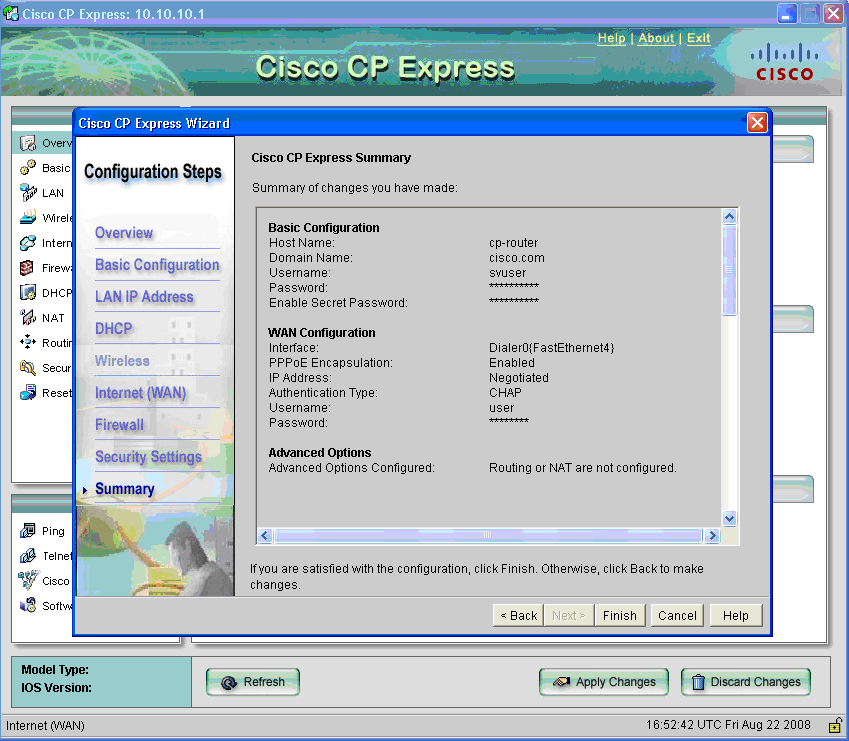 Cisco CP Express: 10.10.10.1
Help | About | Exit
Cisco CP Express
CISCO
Cisco CP Express Wizard
Overv
Basic
LAN
Wirele
Intern
Firew
DHCP
NAT
Routin
Secur
Reset
Ping
Telnet
Cisco
Softw
Configuration Steps
Overview
Basic Configuration
LAN IP Address
DHCP
Wireless
Internet (WAN)
Firewall
Security Settings
Summary
Cisco CP Express Summary
Summary of changes you have made:
Basic Configuration
Host Name: cp-router
Domain Name: cisco.com
Username: svuser
Password: **********
Enable Secret Password: **********
WAN Configuration
Interface: Dialer0{FastEthernet4}
PPPoE Encapsulation: Enabled
IP Address: Negotiated
Authentication Type: CHAP
Username: user
Password: ********
Advanced Options
Advanced Options Configured: Routing or NAT are not configured.
If you are satisfied with the configuration, click Finish. Otherwise, click Back to make
changes.
< Back Next > Finish Cancel Help
Model Type:
IOS Version:
Refresh Apply Changes Discard Changes
Internet (WAN) 16:52:42 UTC Fri Aug 22 2008